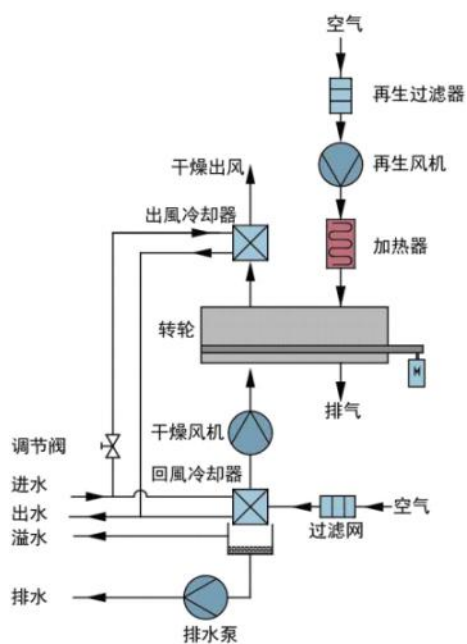 空气
再生过滤器
再生风机
干燥出风
出風冷却器
加热器
转轮
M
排气
干燥风机
调节阀
回風冷却器
进水
空气
出水
过滤网
溢水
排水
排水泵